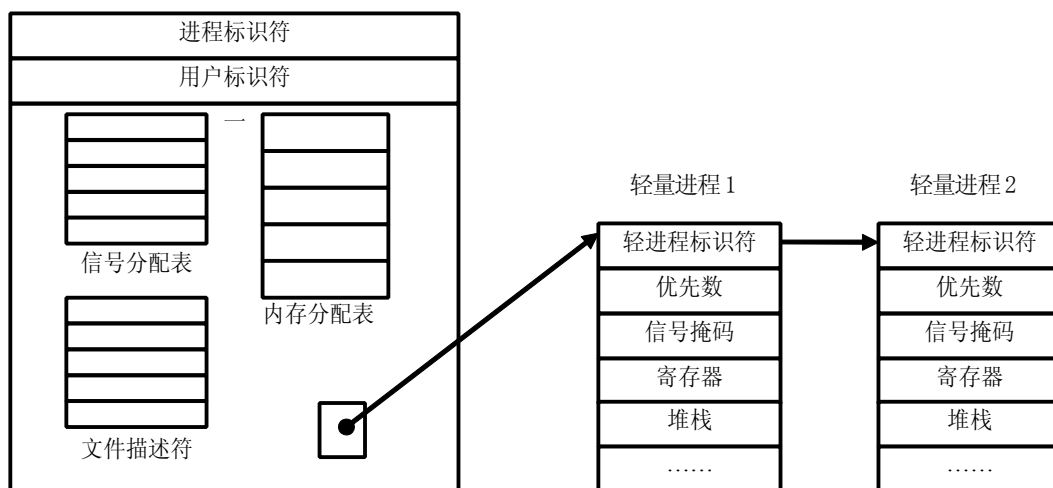 进程标识符
用户标识符
信号分配表
内存分配表
文件描述符
轻量进程1
轻进程标识符
优先数
信号掩码
寄存器
堆栈
……
轻量进程2
轻进程标识符
优先数
信号掩码
寄存器
堆栈
……